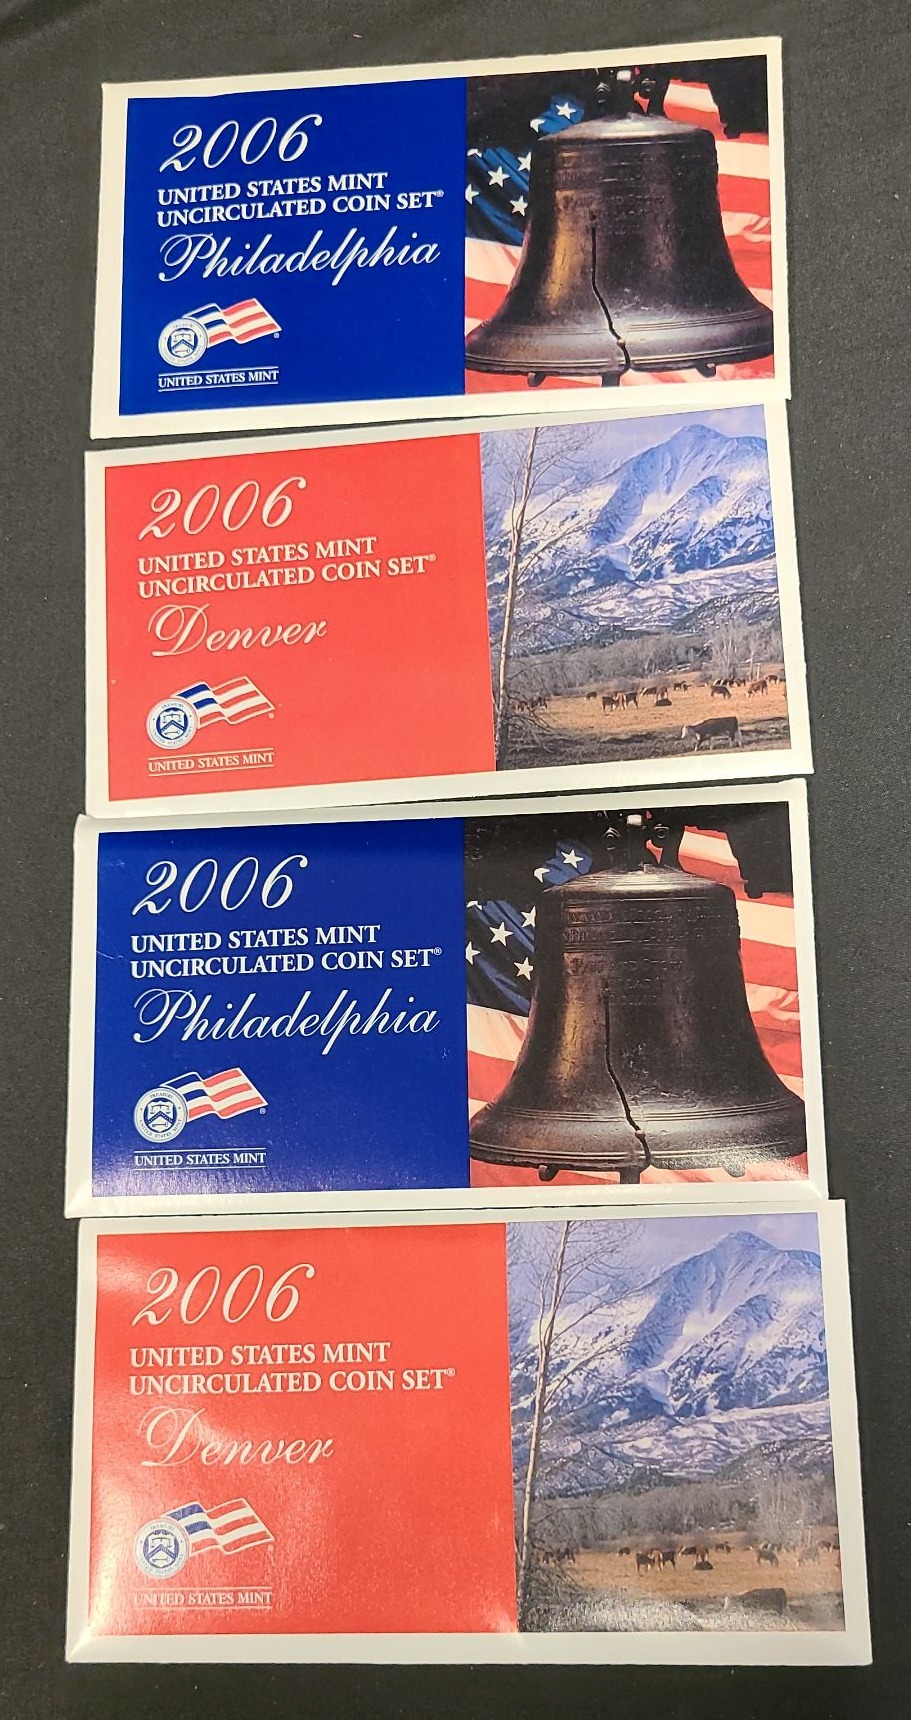 2006
UNITED STATES MINT
UNCIRCULATED COIN SET®
Philadelphia
UNITED STATES MINT
2006
UNITED STATES MINT
UNCIRCULATED COIN SET®
Denver
UNITED STATES MINT
2006
UNITED STATES MINT
UNCIRCULATED COIN SET®
Philadelphia
UNITED STATES MINT
2006
UNITED STATES MINT
UNCIRCULATED COIN SET®
Denver
UNITED STATES MINT